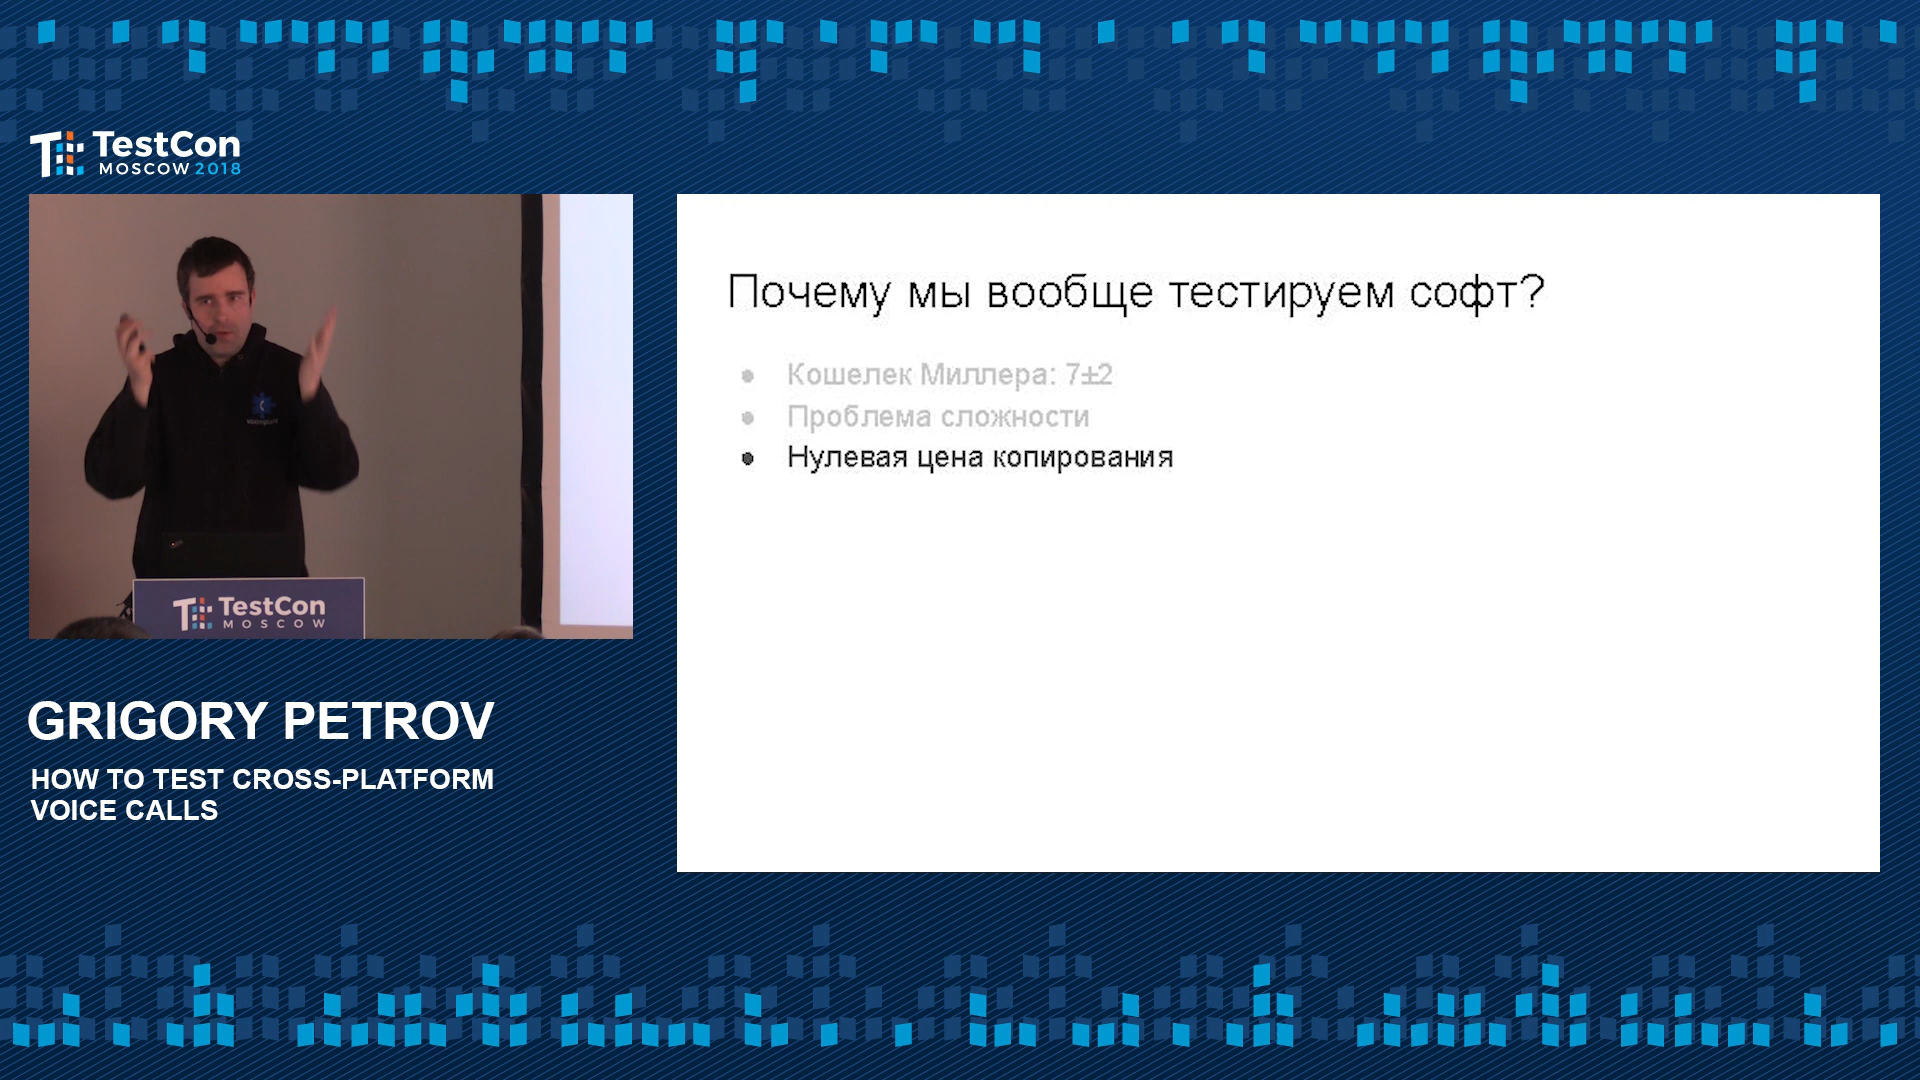 TestCon
MOSCOW 2018
Почему мы вообще тестируем софт?
Кошелек Миллера: 7±2
Проблема сложности
Нулевая цена копирования
TestCon
MOSCOW
GRIGORY PETROV
HOW TO TEST CROSS-PLATFORM
VOICE CALLS